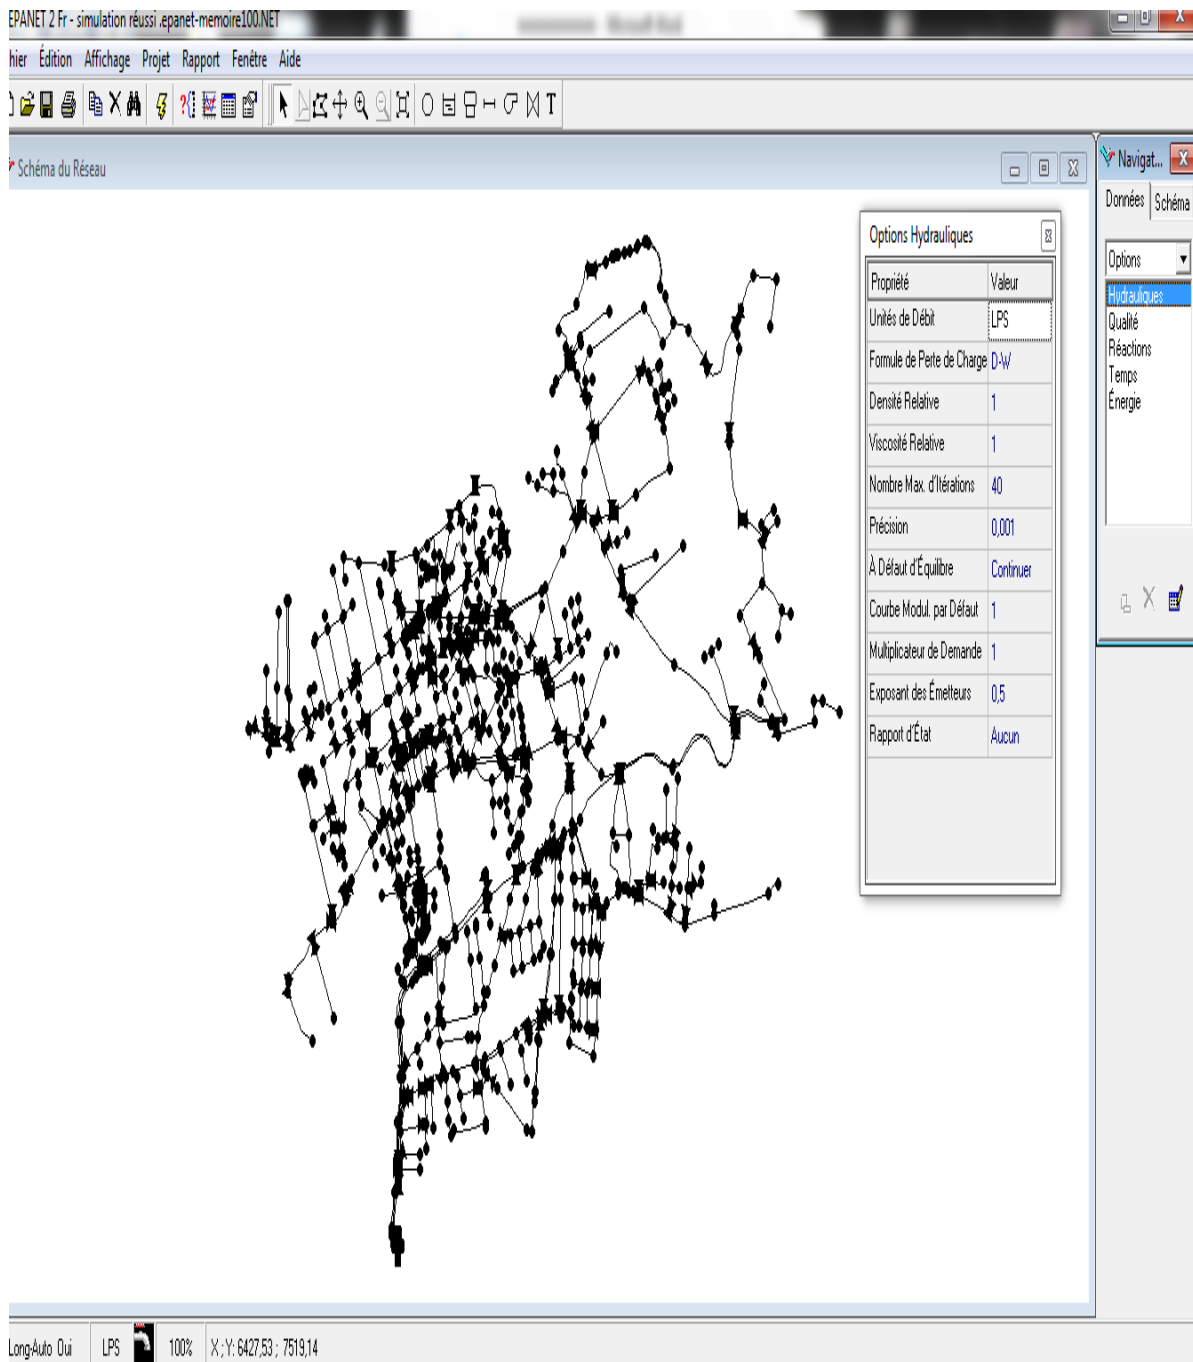 EPANET 2 Fr - simulation réussi .epanet-memoire100.NET
hier Édition Affichage Projet Rapport Fenêtre Aide
T
Schéma du Réseau
Navigat...
Données Schéma
Options
Hydrauliques
Qualité
Réactions
Temps
Énergie
Options Hydrauliques
Propriété Valeur
Unités de Débit LPS
Formule de Perte de Charge D-W
Densité Relative 1
Viscosité Relative 1
Nombre Max. d'Itérations 40
Précision 0,001
À Défaut d'Équilibre Continuer
Courbe Modul. par Défaut 1
Multiplicateur de Demande 1
Exposant des Émetteurs 0,5
Rapport d'État Aucun
Long-Auto Oui LPS 100% X ; Y: 6427,53 ; 7519,14